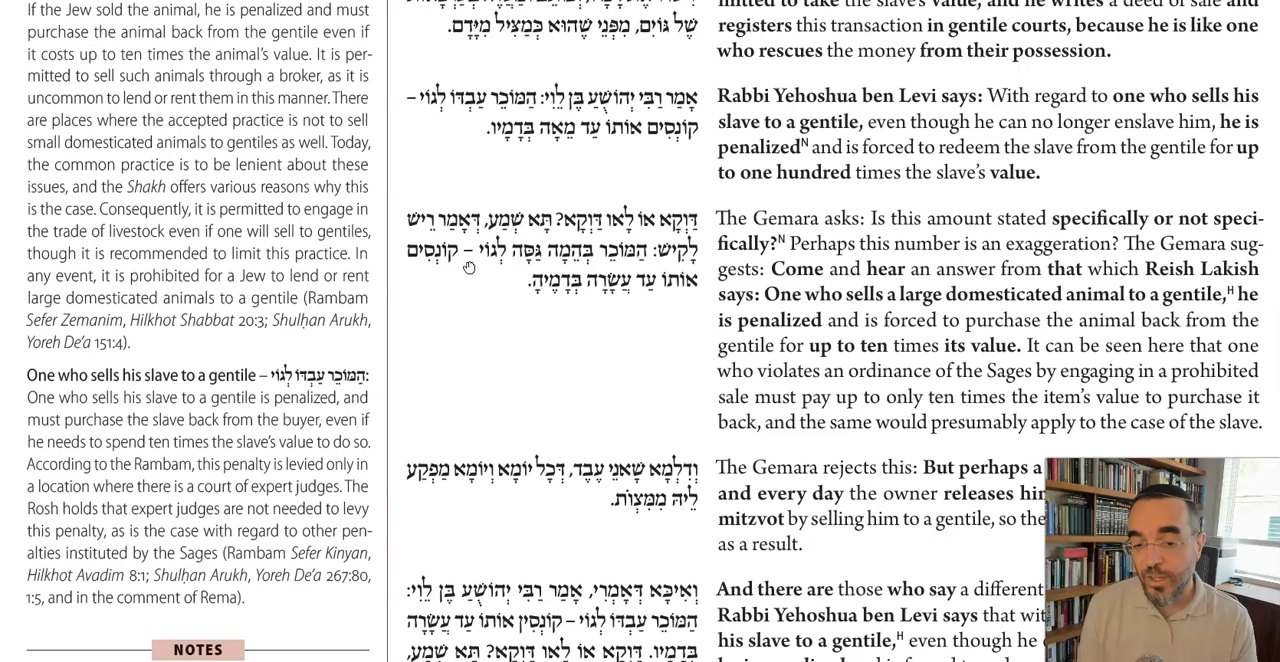 If the Jew sold the animal, he is penalized and must
purchase the animal back from the gentile even if
it costs up to ten times the animal's value. It is per-
mitted to sell such animals through a broker, as it is
uncommon to lend or rent them in this manner. There
are places where the accepted practice is not to sell
small domesticated animals to gentiles as well. Today,
the common practice is to be lenient about these
issues, and the Shakh offers various reasons why this
is the case. Consequently, it is permitted to engage in
the trade of livestock even if one will sell to gentiles,
though it is recommended to limit this practice. In
any event, it is prohibited for a Jew to lend or rent
large domesticated animals to a gentile (Rambam
Sefer Zemanim, Hilkhot Shabbat 20:3; Shulḥan Arukh,
Yoreh De'a 151:4).
One who sells his slave to a gentile – הַמּוֹכֵר עַבְדּוֹ לְגוֹי:
One who sells his slave to a gentile is penalized, and
must purchase the slave back from the buyer, even if
he needs to spend ten times the slave's value to do so.
According to the Rambam, this penalty is levied only in
a location where there is a court of expert judges. The
Rosh holds that expert judges are not needed to levy
this penalty, as is the case with regard to other pen-
alties instituted by the Sages (Rambam Sefer Kinyan,
Hilkhot Avadim 8:1; Shulḥan Arukh, Yoreh De'a 267:80,
1:5, and in the comment of Rema).
NOTES
שֶׁל גּוֹיִם, מִפְּנֵי שֶׁהוּא כְּמַצִּיל מִיָּדָם.
אָמַר רַבִּי יְהוֹשֻׁעַ בֶּן לֵוִי: הַמּוֹכֵר עַבְדּוֹ לְגוֹי –
קוֹנְסִים אוֹתוֹ עַד מֵאָה בְּדָמָיו.
דַּוְקָא אוֹ לָאו דַּוְקָא? תָּא שְׁמַע, דְּאָמַר רֵישׁ
לָקִישׁ: הַמּוֹכֵר בְּהֵמָה גַּסָּה לְגוֹי – קוֹנְסִים
אוֹתוֹ עַד עֲשָׂרָה בְּדָמֶיהָ.
וְדִלְמָא שָׁאנֵי עֶבֶד, דְּכָל יוֹמָא וְיוֹמָא מַפְקַע
לֵיהּ מִמִּצְוֹת.
וְאִיכָּא דְּאָמְרִי, אָמַר רַבִּי יְהוֹשֻׁעַ בֶּן לֵוִי:
הַמּוֹכֵר עַבְדּוֹ לְגוֹי – קוֹנְסִין אוֹתוֹ עַד עֲשָׂרָה
בְּדָמָיו. דַּוְקָא אוֹ לָאו דַּוְקָא? תָּא שְׁמַע,
mitted to take the slave's value, and he writes a deed of sale and
registers this transaction in gentile courts, because he is like one
who rescues the money from their possession.
Rabbi Yehoshua ben Levi says: With regard to one who sells his
slave to a gentile, even though he can no longer enslave him, he is
penalizedᴺ and is forced to redeem the slave from the gentile for up
to one hundred times the slave's value.
The Gemara asks: Is this amount stated specifically or not speci-
fically?ᴺ Perhaps this number is an exaggeration? The Gemara sug-
gests: Come and hear an answer from that which Reish Lakish
says: One who sells a large domesticated animal to a gentile,ᴴ he
is penalized and is forced to purchase the animal back from the
gentile for up to ten times its value. It can be seen here that one
who violates an ordinance of the Sages by engaging in a prohibited
sale must pay up to only ten times the item's value to purchase it
back, and the same would presumably apply to the case of the slave.
The Gemara rejects this: But perhaps a
and every day the owner releases
mitzvot by selling him to a gentile, so the
as a result.
And there are those who say a different
Rabbi Yehoshua ben Levi says that
his slave to a gentile,ᴴ even though he